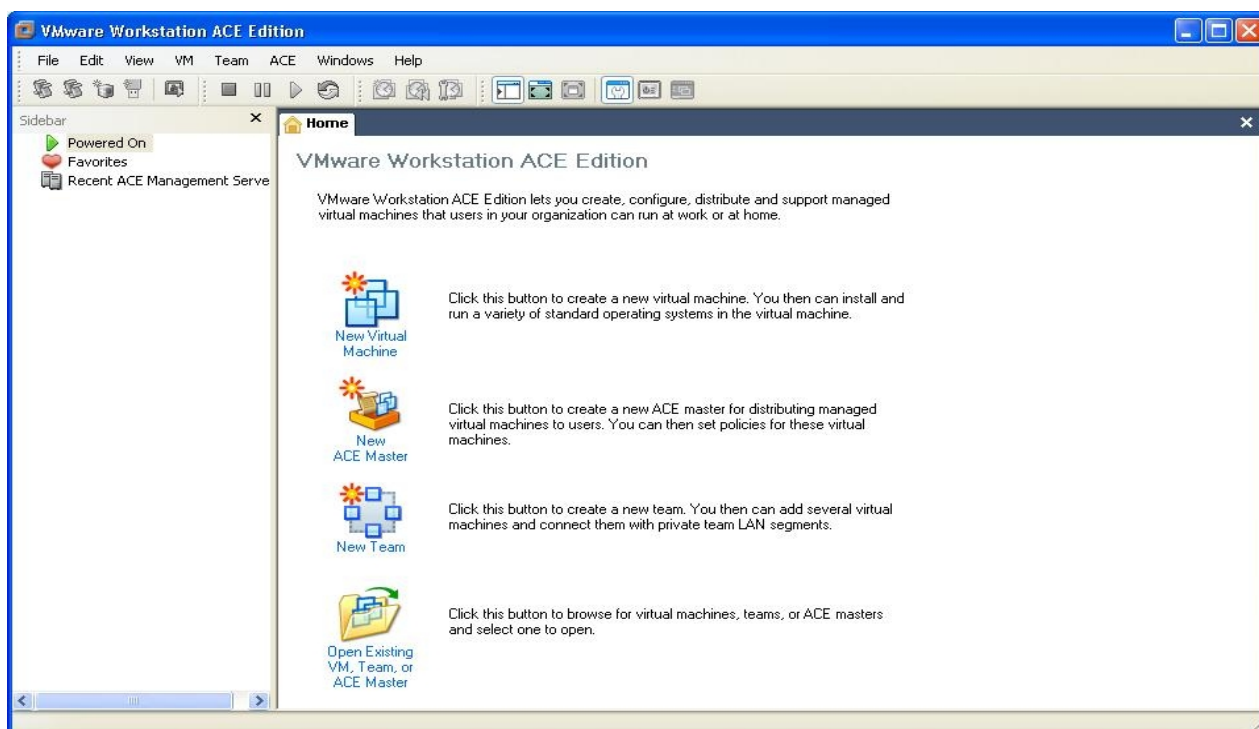 VMware Workstation ACE Edition
File Edit View VM Team ACE Windows Help
Sidebar
Powered On
Favorites
Recent ACE Management Serve
Home
VMware Workstation ACE Edition
VMware Workstation ACE Edition lets you create, configure, distribute and support managed
virtual machines that users in your organization can run at work or at home.
New Virtual
Machine
Click this button to create a new virtual machine. You then can install and
run a variety of standard operating systems in the virtual machine.
New
ACE Master
Click this button to create a new ACE master for distributing managed
virtual machines to users. You can then set policies for these virtual
machines.
New Team
Click this button to create a new team. You then can add several virtual
machines and connect them with private team LAN segments.
Open Existing
VM, Team, or
ACE Master
Click this button to browse for virtual machines, teams, or ACE masters
and select one to open.